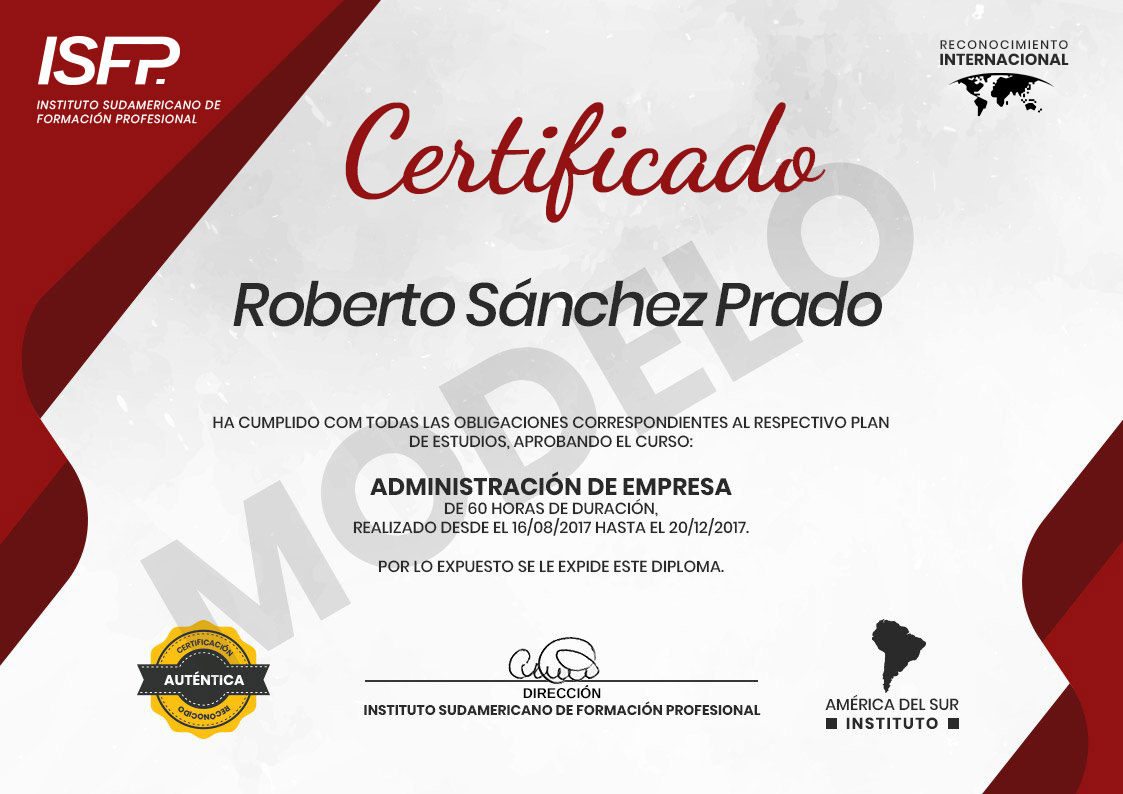 ISFP.
INSTITUTO SUDAMERICANO DE
FORMACIÓN PROFESIONAL
RECONOCIMIENTO
INTERNACIONAL
Certificado
Roberto Sánchez Prado
MODELO
HA CUMPLIDO COM TODAS LAS OBLIGACIONES CORRESPONDIENTES AL RESPECTIVO PLAN
DE ESTUDIOS, APROBANDO EL CURSO:
ADMINISTRACIÓN DE EMPRESA
DE 60 HORAS DE DURACIÓN,
REALIZADO DESDE EL 16/08/2017 HASTA EL 20/12/2017.
POR LO EXPUESTO SE LE EXPIDE ESTE DIPLOMA.
CERTIFICACIÓN
AUTÉNTICA
RECONOCIDO
DIRECCIÓN
INSTITUTO SUDAMERICANO DE FORMACIÓN PROFESIONAL
AMÉRICA DEL SUR
INSTITUTO